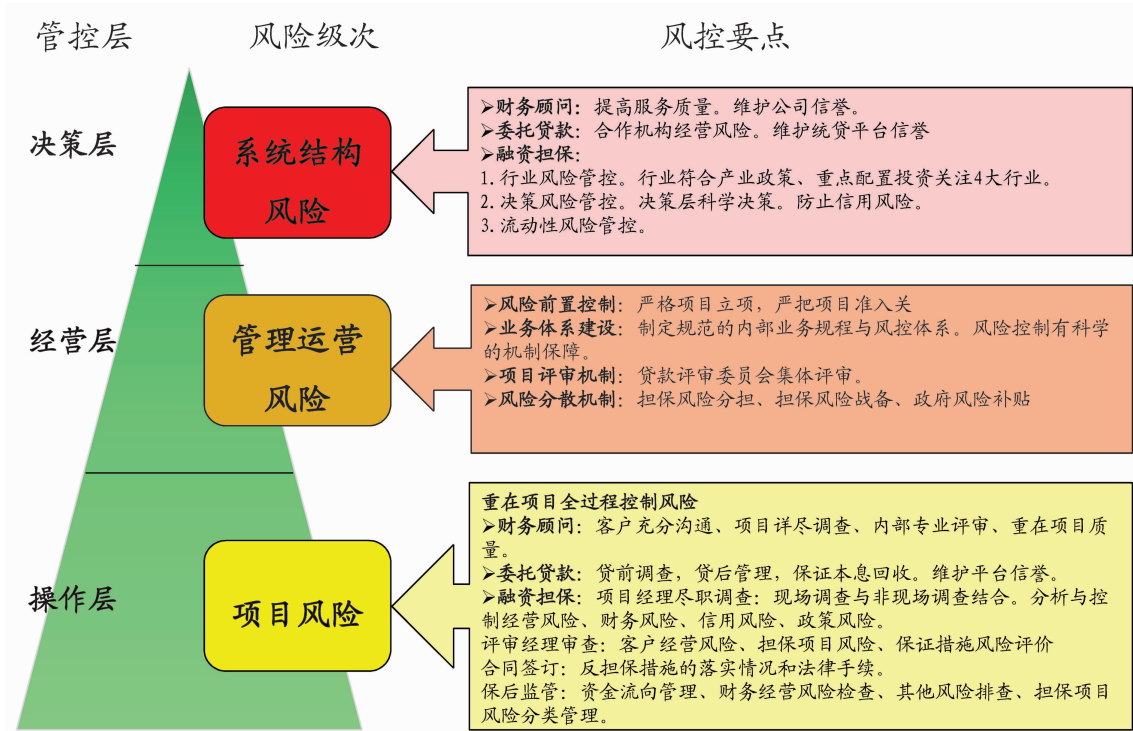 管控层 风险级次 风控要点
决策层
系统结构
风险
➢财务顾问：提高服务质量。维护公司信誉。
➢委托贷款：合作机构经营风险。维护统贷平台信誉
➢融资担保：
1. 行业风险管控。行业符合产业政策、重点配置投资关注4大行业。
2. 决策风险管控。决策层科学决策。防止信用风险。
3. 流动性风险管控。
经营层
管理运营
风险
➢风险前置控制：严格项目立项，严把项目准入关
➢业务体系建设：制定规范的内部业务规程与风控体系。风险控制有科学
的机制保障。
➢项目评审机制：贷款评审委员会集体评审。
➢风险分散机制：担保风险分担、担保风险战备、政府风险补贴
操作层
项目风险
重在项目全过程控制风险
➢财务顾问：客户充分沟通、项目详尽调查、内部专业评审、重在项目质
量。
➢委托贷款：贷前调查，贷后管理，保证本息回收。维护平台信誉。
➢融资担保：项目经理尽职调查：现场调查与非现场调查结合。分析与控
制经营风险、财务风险、信用风险、政策风险。
评审经理审查：客户经营风险、担保项目风险、保证措施风险评价
合同签订：反担保措施的落实情况和法律手续。
保后监管：资金流向管理、财务经营风险检查、其他风险排查、担保项目
风险分类管理。